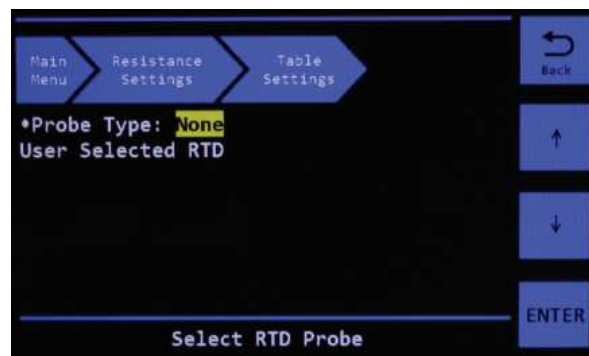 Main
Menu
Resistance
Settings
Table
Settings
Back
•Probe Type: None
User Selected RTD
↑
↓
ENTER
Select RTD Probe